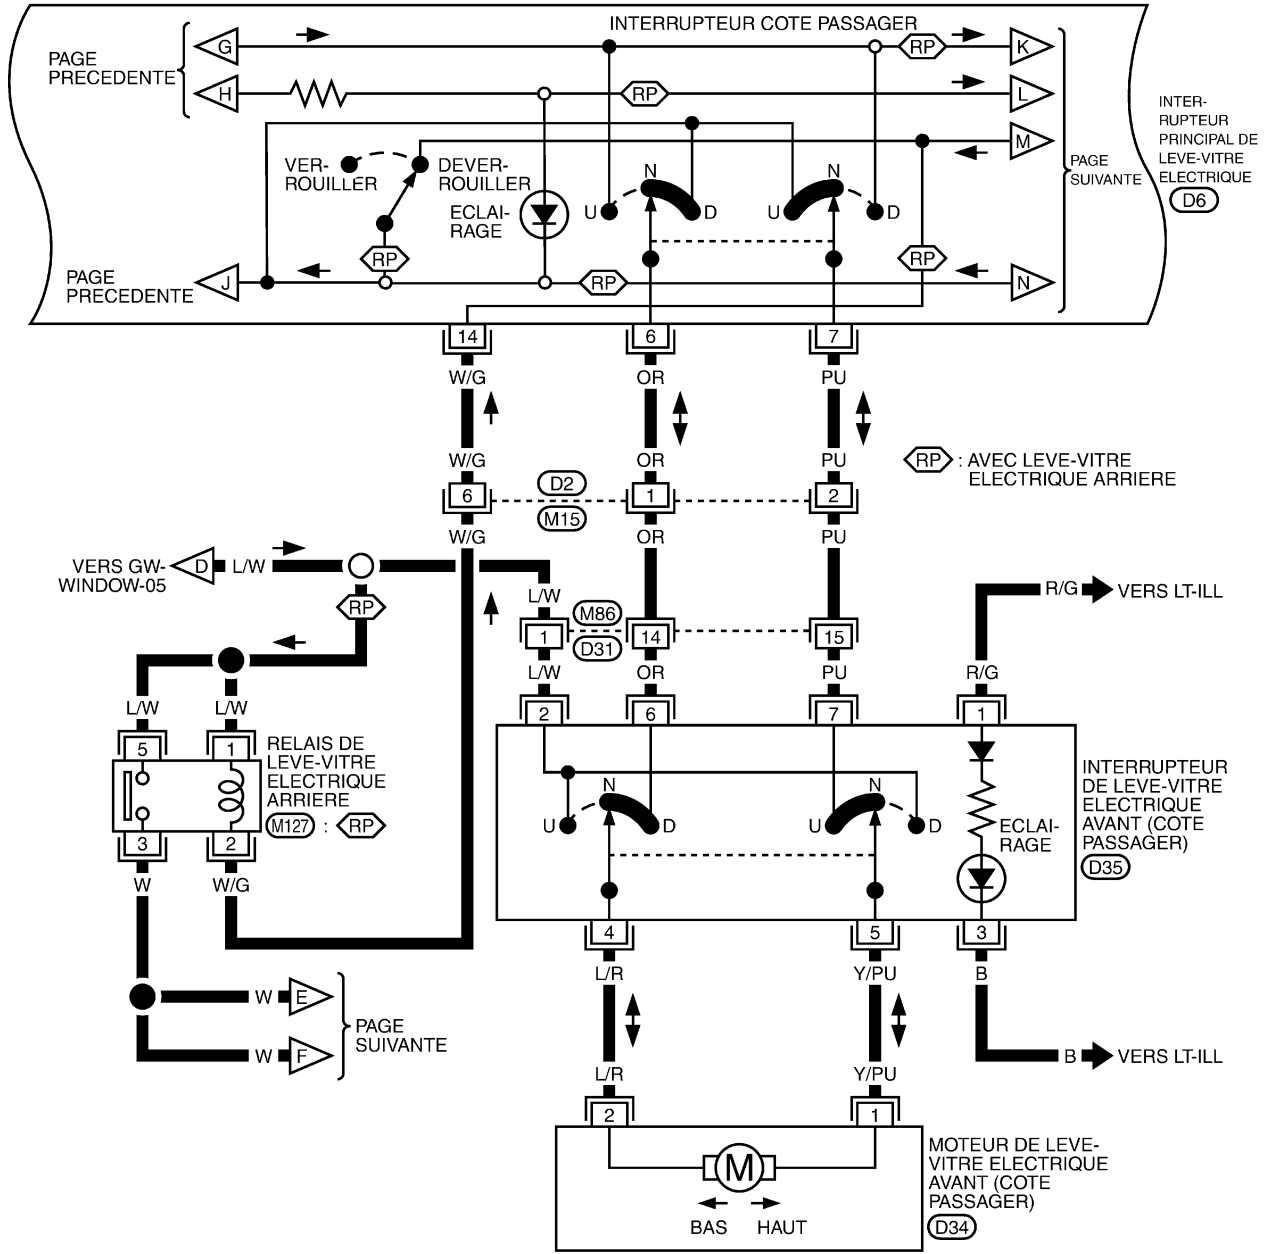 INTERRUPTEUR COTE PASSAGER
PAGE
PRECEDENTE
G
RP
K
H
RP
L
M
INTER-
RUPTEUR
PRINCIPAL DE
LEVE-VITRE
ELECTRIQUE
D6
PAGE
SUIVANTE
VER-
ROUILLER
DEVER-
ROUILLER
ECLAI-
RAGE
N
U
D
N
U
D
RP
RP
PAGE
PRECEDENTE
J
RP
N
14
6
7
W/G
OR
PU
W/G
OR
PU
RP : AVEC LEVE-VITRE
ELECTRIQUE ARRIERE
6
D2
M15
1
2
W/G
OR
PU
VERS GW-
WINDOW-05
D
L/W
RP
L/W
R/G
VERS LT-ILL
1
M86
D31
14
15
L/W
OR
PU
R/G
L/W
L/W
2
6
7
1
5
1
RELAIS DE
LEVE-VITRE
ELECTRIQUE
ARRIERE
M127 : RP
3
2
N
U
D
N
U
D
ECLAI-
RAGE
INTERRUPTEUR
DE LEVE-VITRE
ELECTRIQUE
AVANT (COTE
PASSAGER)
D35
W
W/G
4
5
3
L/R
Y/PU
B
W
E
W
F
PAGE
SUIVANTE
B
VERS LT-ILL
L/R
Y/PU
2
1
M
BAS
HAUT
MOTEUR DE LEVE-
VITRE ELECTRIQUE
AVANT (COTE
PASSAGER)
D34